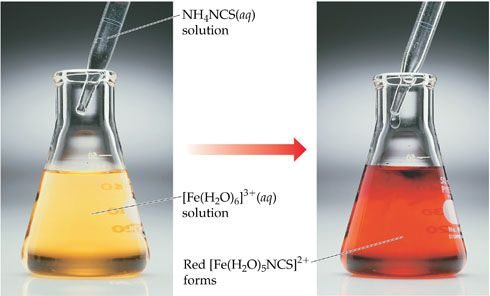 NH₄NCS(aq)
solution
[Fe(H₂O)₆]³⁺(aq)
solution
Red [Fe(H₂O)₅NCS]²⁺
forms